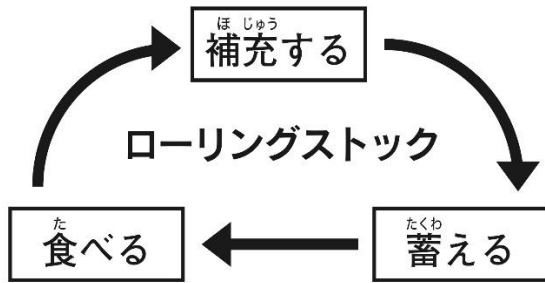 ほ じゅう
補充する
ローリングストック
た
食べる
たくわ
蓄える